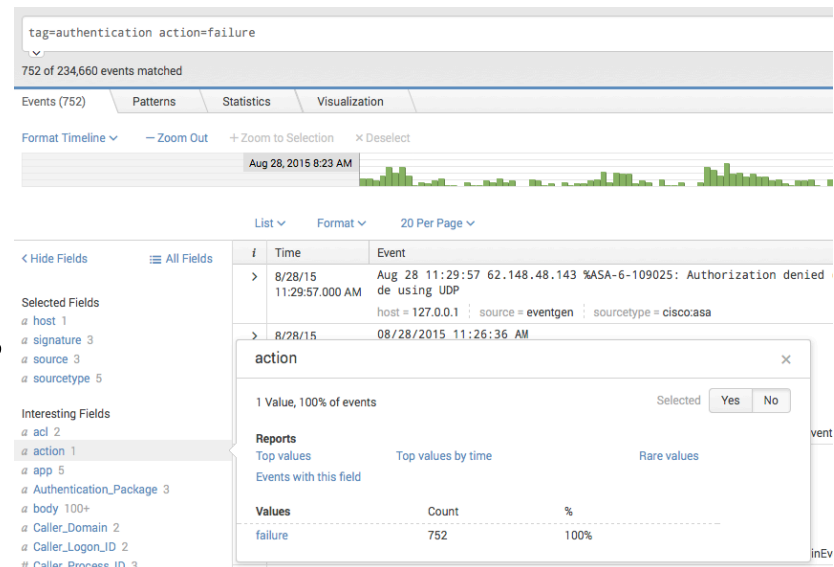 tag=authentication action=failure
752 of 234,660 events matched
Events (752) Patterns Statistics Visualization
Format Timeline — Zoom Out + Zoom to Selection × Deselect
Aug 28, 2015 8:23 AM
List Format 20 Per Page
< Hide Fields All Fields
i Time Event
Selected Fields
a host 1
a signature 3
a source 3
a sourcetype 5
Interesting Fields
a acl 2
a action 1
a app 5
a Authentication_Package 3
a body 100+
a Caller_Domain 2
a Caller_Logon_ID 2
# Caller_Process_ID 3
> 8/28/15 Aug 28 11:29:57 62.148.48.143 %ASA-6-109025: Authorization denied
11:29:57.000 AM de using UDP
host = 127.0.0.1 source = eventgen sourcetype = cisco:asa
> 8/28/15 08/28/2015 11:26:36 AM
action ×
1 Value, 100% of events Selected Yes No
Reports
Top values Top values by time Rare values
Events with this field
Values Count %
failure 752 100%
vent
inEv